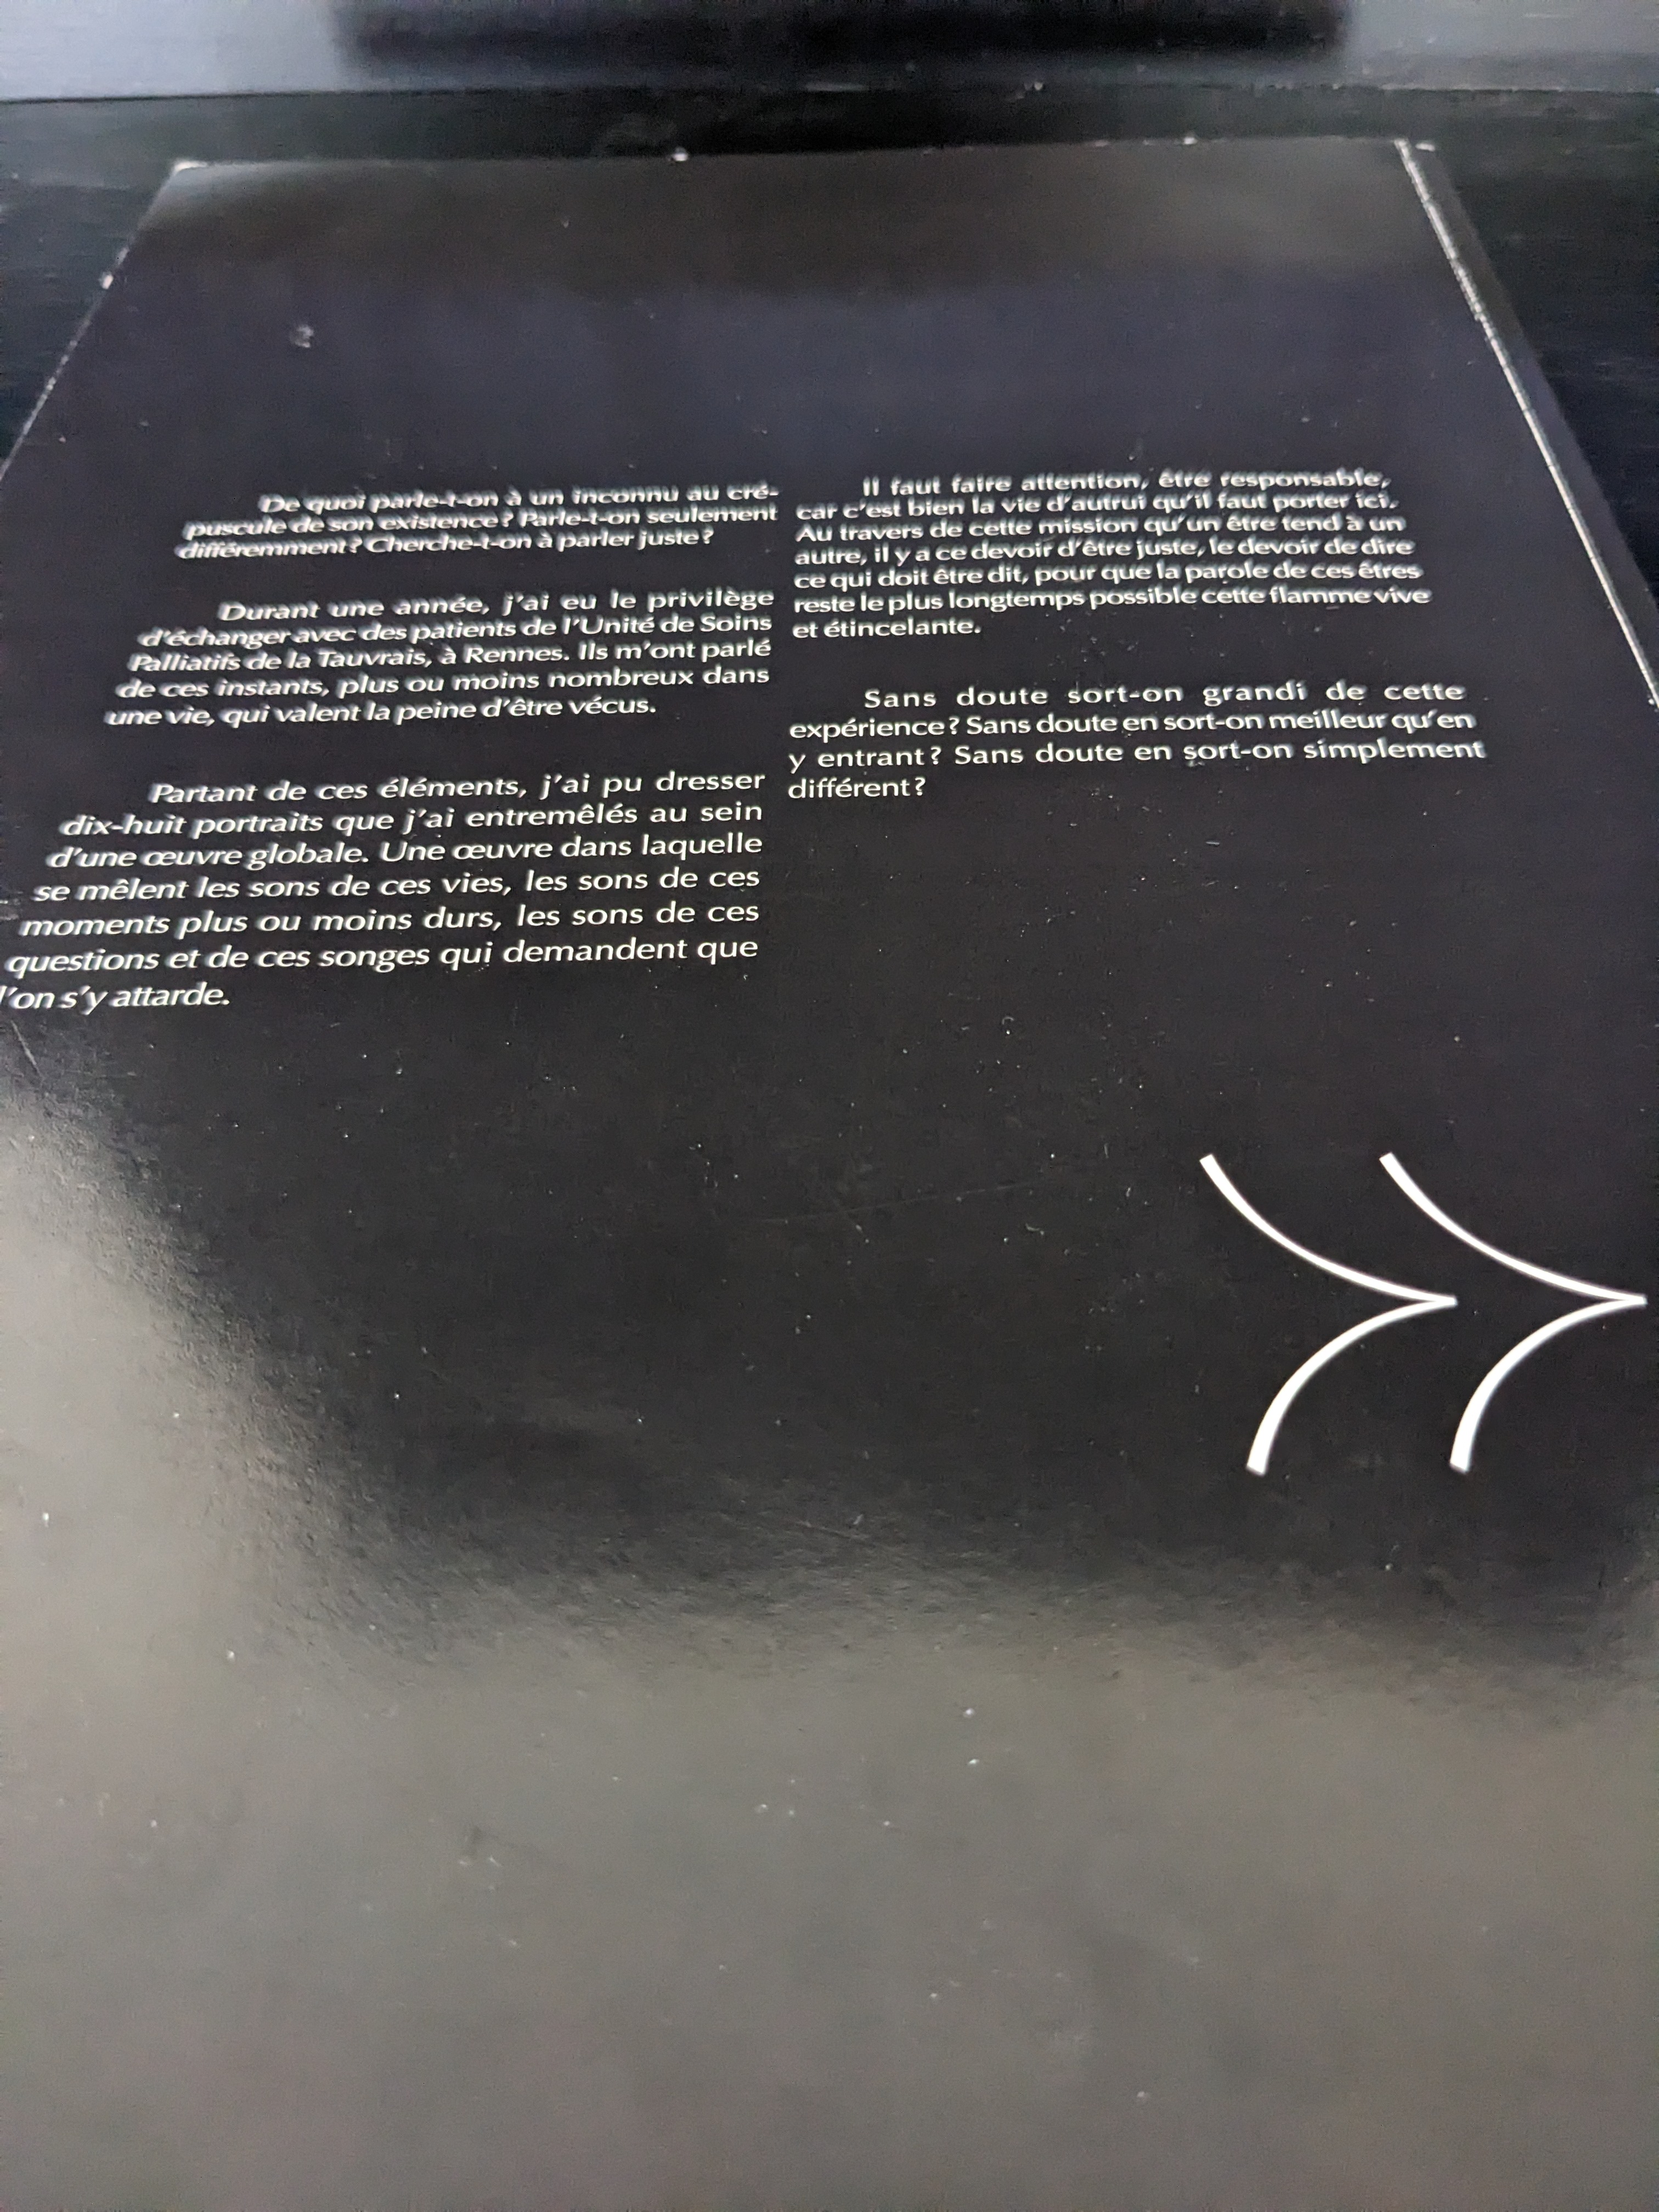 De quoi parle-t-on à un inconnu au cré-
puscule de son existence ? Parle-t-on seulement
différemment ? Cherche-t-on à parler juste ?
Durant une année, j’ai eu le privilège
d’échanger avec des patients de l’Unité de Soins
Palliatifs de la Tauvrais, à Rennes. Ils m’ont parlé
de ces instants, plus ou moins nombreux dans
une vie, qui valent la peine d’être vécus.
Partant de ces éléments, j’ai pu dresser
dix-huit portraits que j’ai entremêlés au sein
d’une œuvre globale. Une œuvre dans laquelle
se mêlent les sons de ces vies, les sons de ces
moments plus ou moins durs, les sons de ces
questions et de ces songes qui demandent que
l’on s’y attarde.
Il faut faire attention, être responsable,
car c’est bien la vie d’autrui qu’il faut porter ici.
Au travers de cette mission qu’un être tend à un
autre, il y a ce devoir d’être juste, le devoir de dire
ce qui doit être dit, pour que la parole de ces êtres
reste le plus longtemps possible cette flamme vive
et étincelante.
Sans doute sort-on grandi de cette
expérience ? Sans doute en sort-on meilleur qu’en
y entrant ? Sans doute en sort-on simplement
différent ?